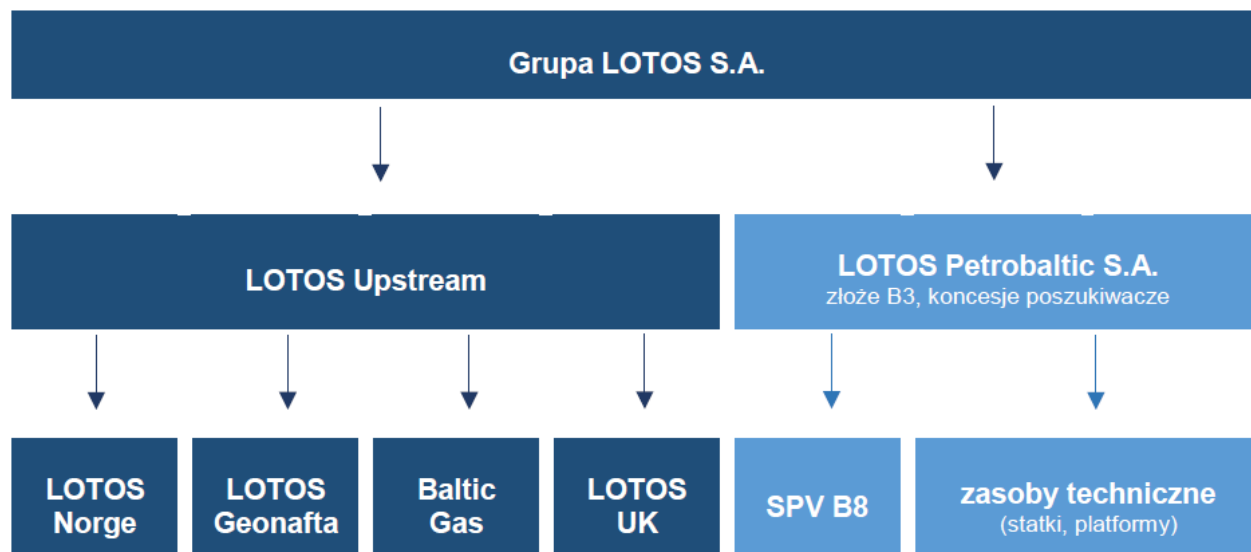 Grupa LOTOS S.A.
LOTOS Upstream
LOTOS Petrobaltic S.A.
złoże B3, koncesje poszukiwacze
LOTOS
Norge
LOTOS
Geonafta
Baltic
Gas
LOTOS
UK
SPV B8
zasoby techniczne
(statki, platformy)